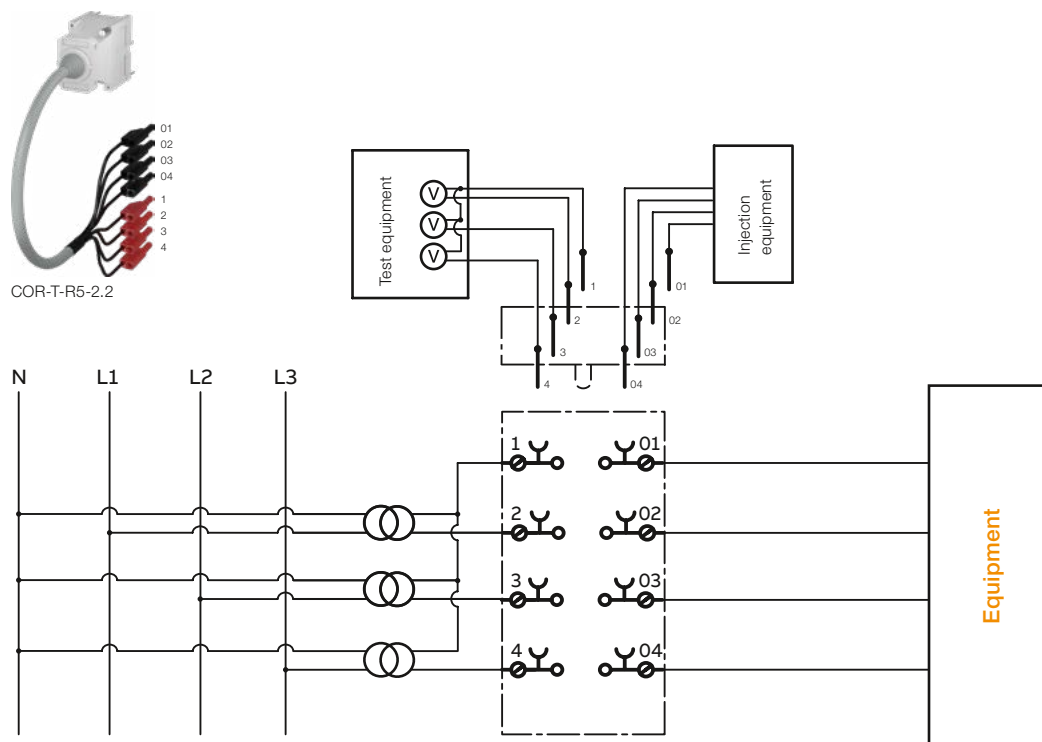 01
02
03
04
1
2
3
4
COR-T-R5-2.2
Test equipment
V
V
V
Injection
equipment
1
01
2
02
3
03
4
04
N L1 L2 L3
1 01
2 02
3 03
4 04
Equipment